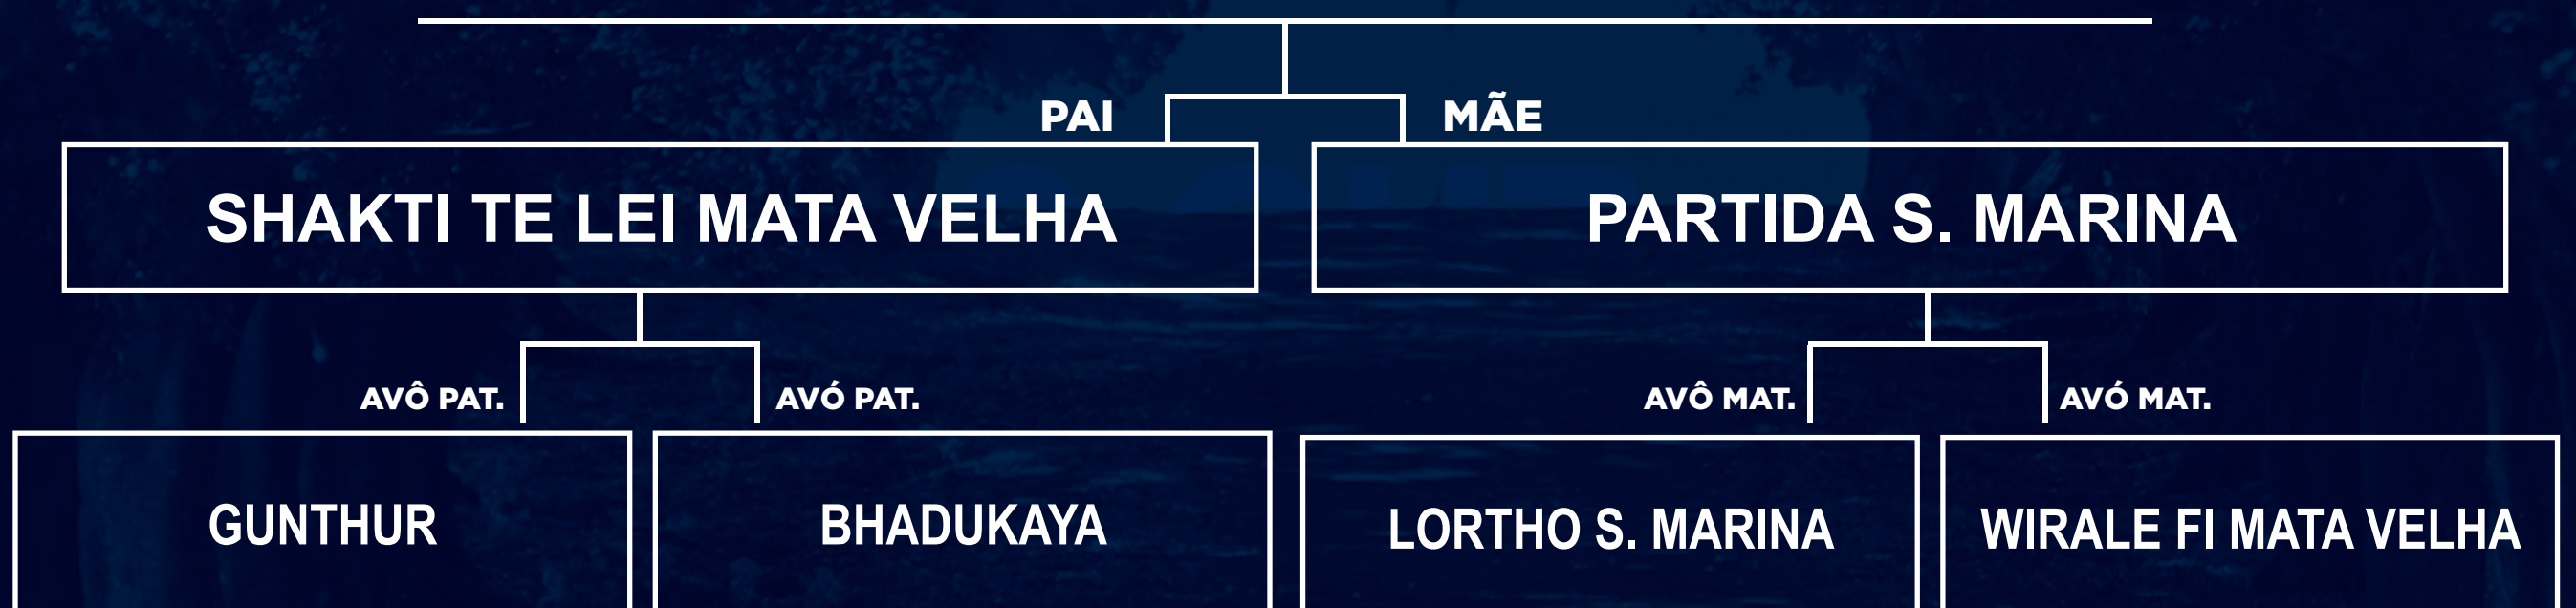 PAI
MÃE
SHAKTI TE LEI MATA VELHA
PARTIDA S. MARINA
AVÔ PAT.
AVÓ PAT.
AVÔ MAT.
AVÓ MAT.
GUNTHUR
BHADUKAYA
LORTHO S. MARINA
WIRALE FI MATA VELHA